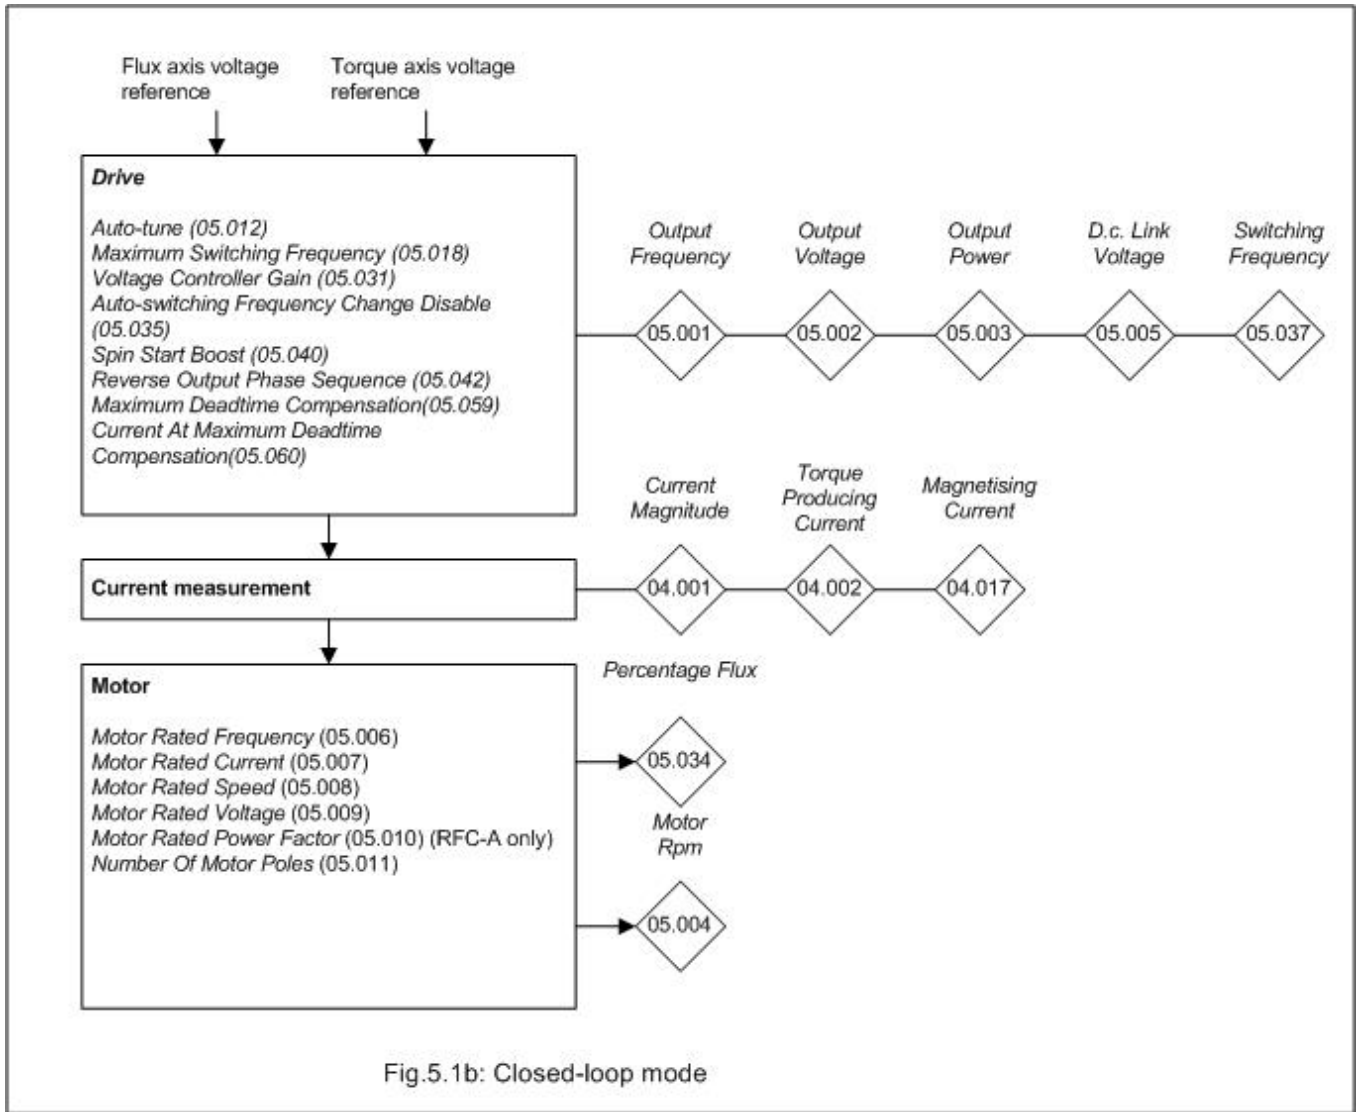 Flux axis voltage
reference
Torque axis voltage
reference
Drive
Auto-tune (05.012)
Maximum Switching Frequency (05.018)
Voltage Controller Gain (05.031)
Auto-switching Frequency Change Disable
(05.035)
Spin Start Boost (05.040)
Reverse Output Phase Sequence (05.042)
Maximum Deadtime Compensation(05.059)
Current At Maximum Deadtime
Compensation(05.060)
Output
Frequency
Output
Voltage
Output
Power
D.c. Link
Voltage
Switching
Frequency
05.001
05.002
05.003
05.005
05.037
Current
Magnitude
Torque
Producing
Current
Magnetising
Current
Current measurement
04.001
04.002
04.017
Motor
Motor Rated Frequency (05.006)
Motor Rated Current (05.007)
Motor Rated Speed (05.008)
Motor Rated Voltage (05.009)
Motor Rated Power Factor (05.010) (RFC-A only)
Number Of Motor Poles (05.011)
Percentage Flux
05.034
Motor
Rpm
05.004
Fig.5.1b: Closed-loop mode